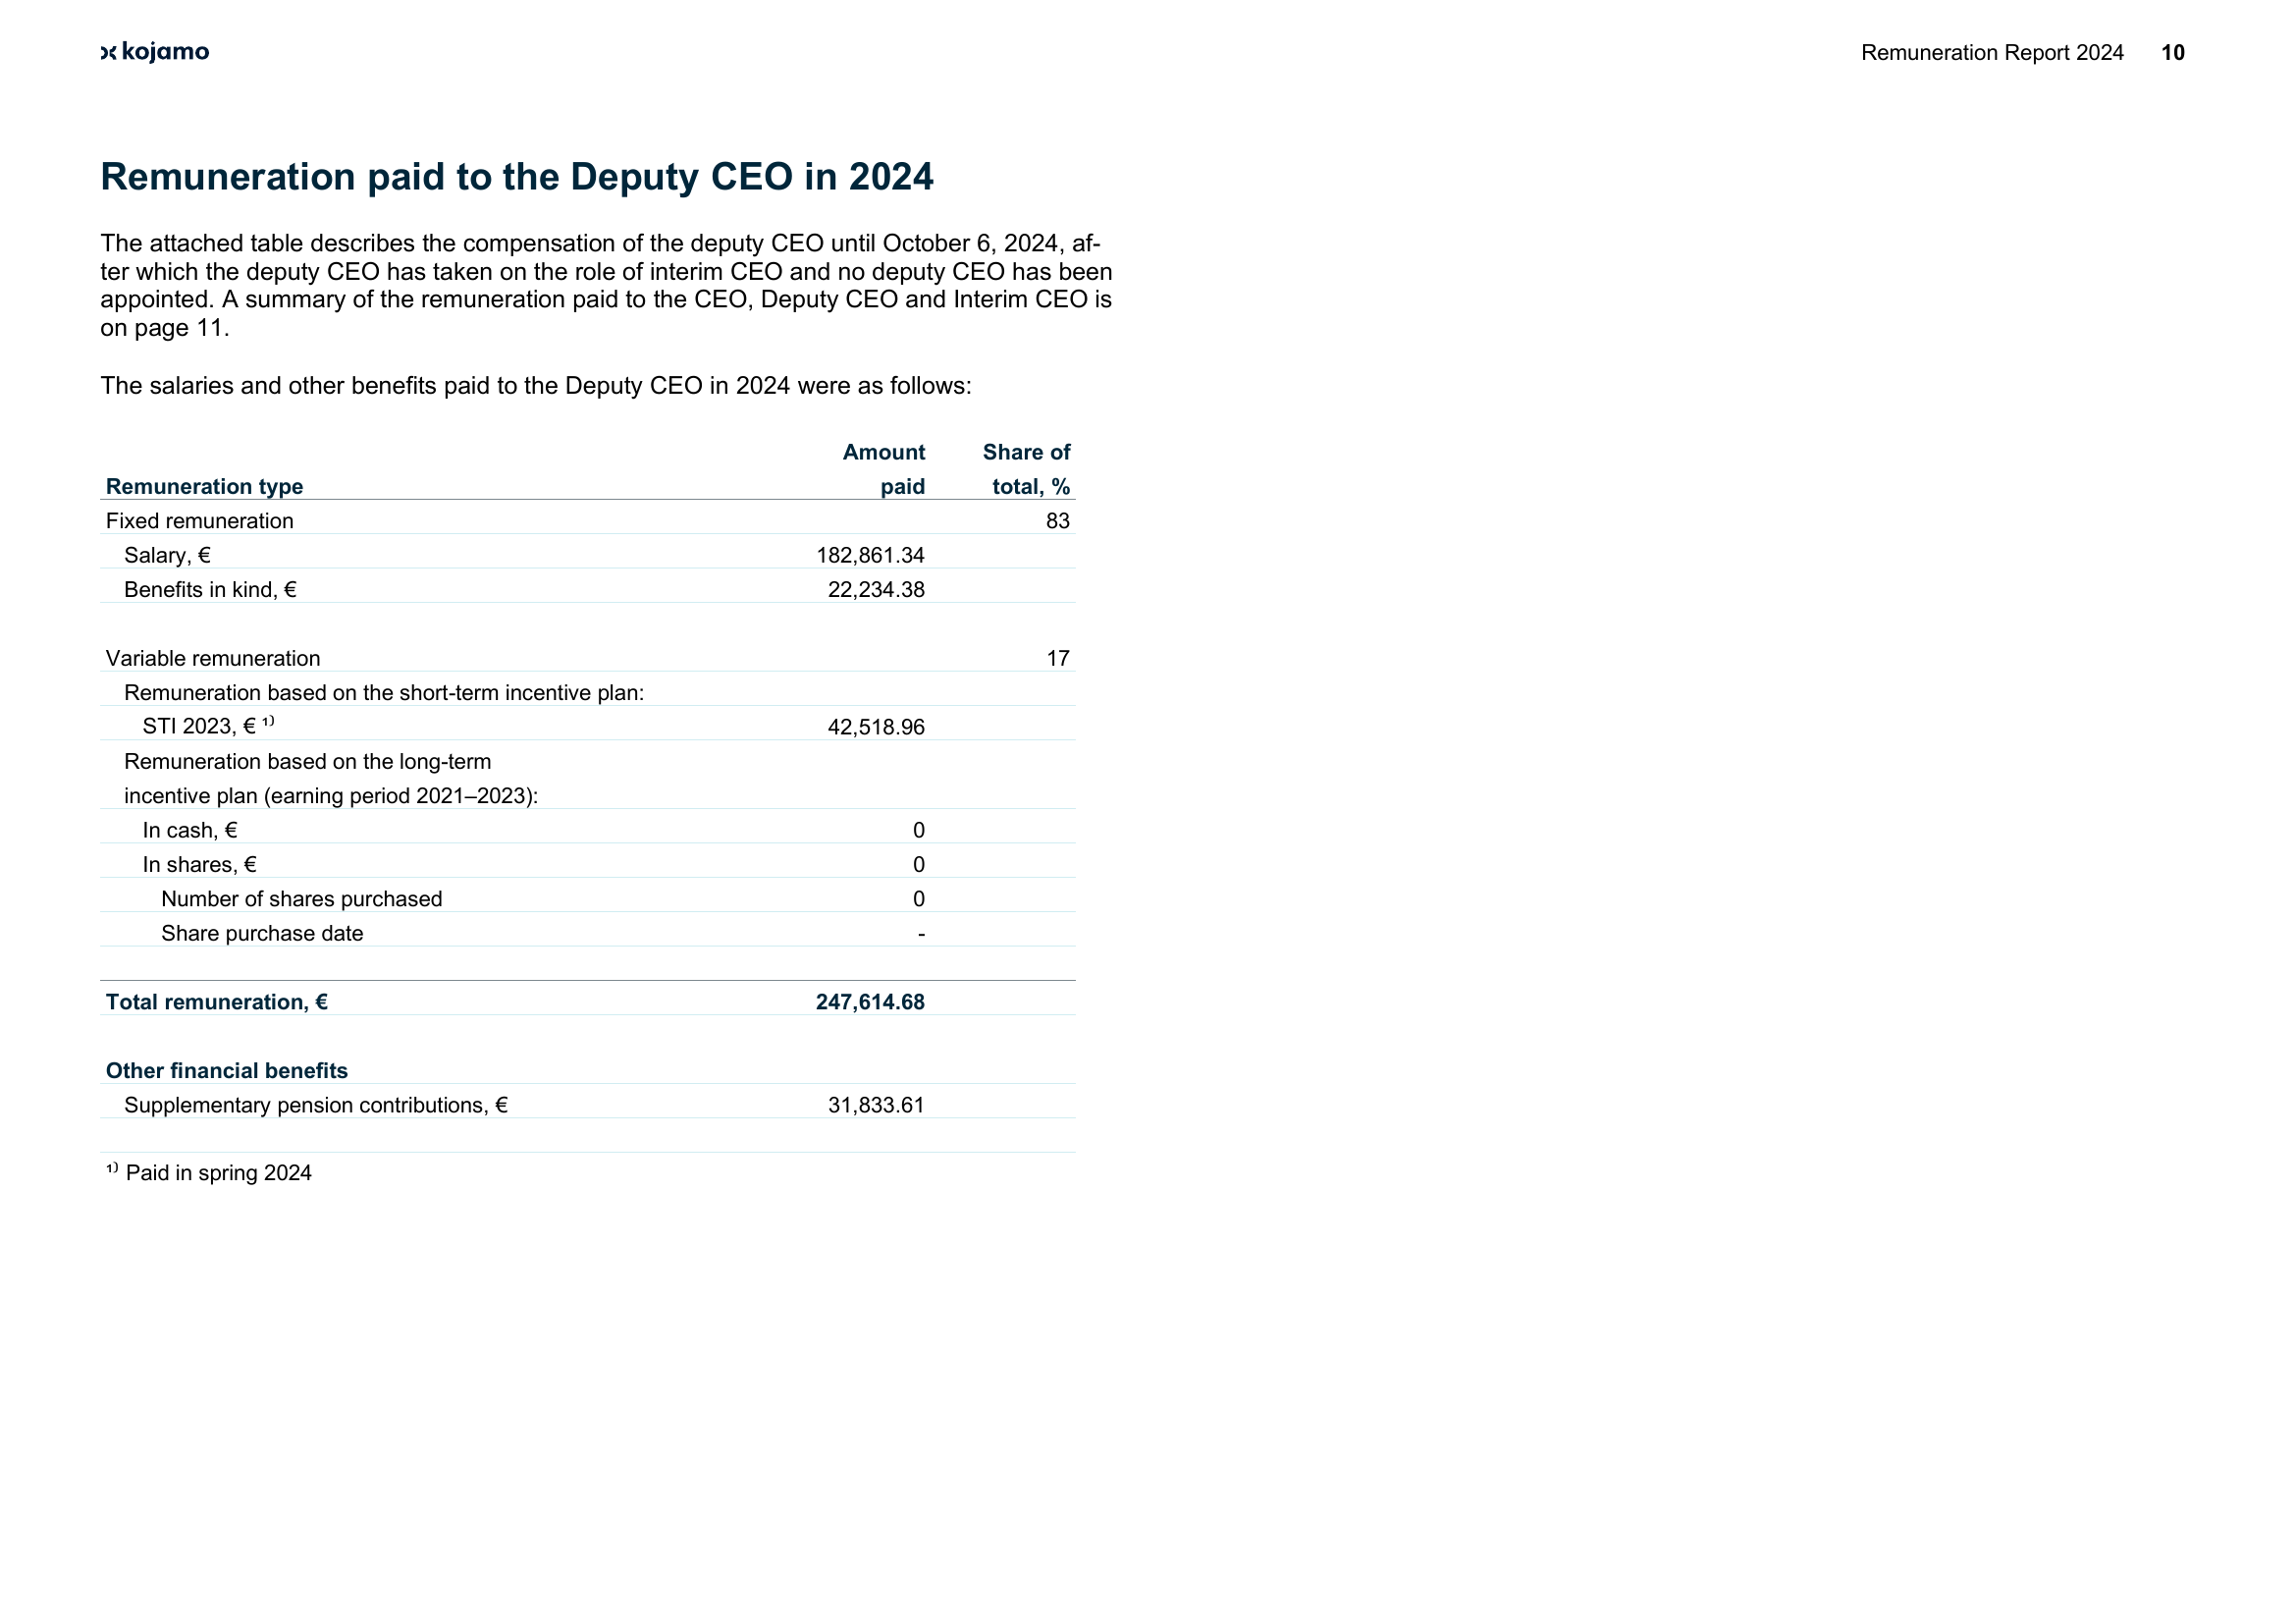 kojamo
Remuneration Report 2024 10
Remuneration paid to the Deputy CEO in 2024
The attached table describes the compensation of the deputy CEO until October 6, 2024, af-
ter which the deputy CEO has taken on the role of interim CEO and no deputy CEO has been
appointed. A summary of the remuneration paid to the CEO, Deputy CEO and Interim CEO is
on page 11.
The salaries and other benefits paid to the Deputy CEO in 2024 were as follows:
Amount Share of
Remuneration type paid total, %
Fixed remuneration 83
Salary, € 182,861.34
Benefits in kind, € 22,234.38
Variable remuneration 17
Remuneration based on the short-term incentive plan:
STI 2023, € ¹⁾ 42,518.96
Remuneration based on the long-term
incentive plan (earning period 2021–2023):
In cash, € 0
In shares, € 0
Number of shares purchased 0
Share purchase date -
Total remuneration, € 247,614.68
Other financial benefits
Supplementary pension contributions, € 31,833.61
¹⁾ Paid in spring 2024